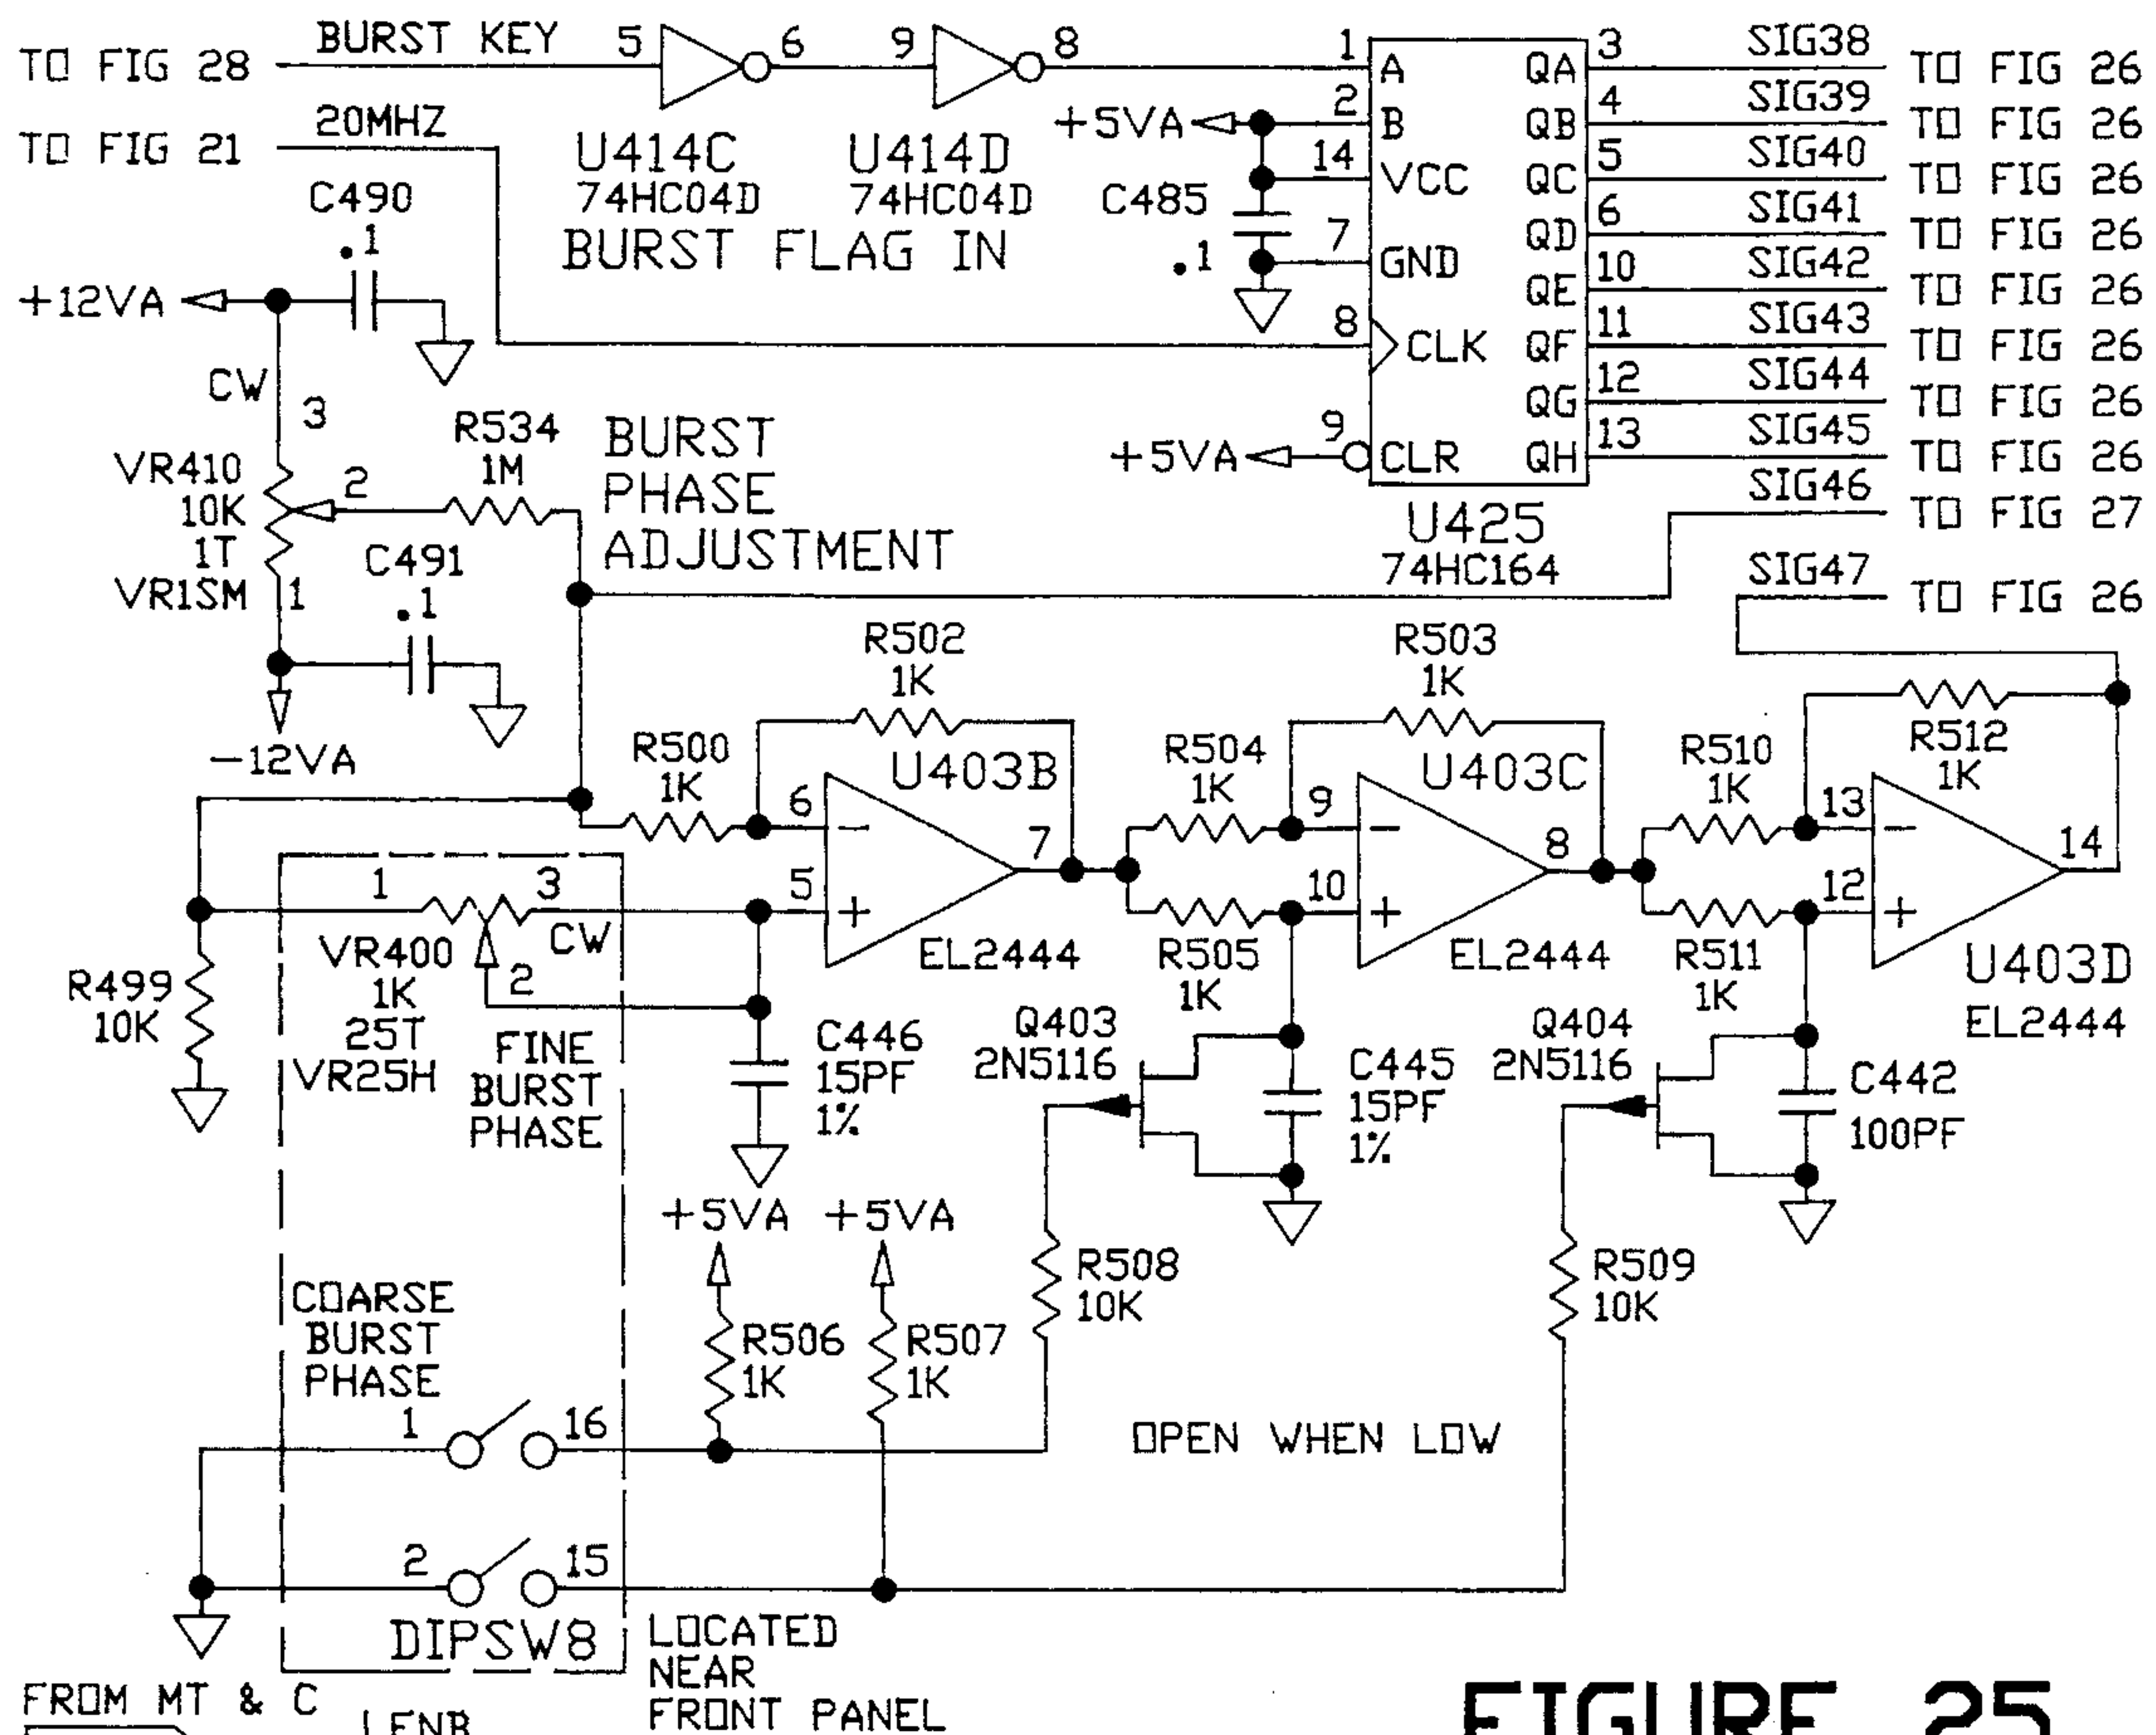 TO FIG 28
BURST KEY
5
6
9
8
TO FIG 21
20MHZ
U414C
74HC04D
U414D
74HC04D
BURST FLAG IN
1
A
+5VA
2
B
14
VCC
C485
.1
7
GND
8
CLK
+5VA
9
CLR
U425
74HC164
QA
3
SIG38
TO FIG 26
QB
4
SIG39
TO FIG 26
QC
5
SIG40
TO FIG 26
QD
6
SIG41
TO FIG 26
QE
10
SIG42
TO FIG 26
QF
11
SIG43
TO FIG 26
QG
12
SIG44
TO FIG 26
QH
13
SIG45
TO FIG 26
SIG46
TO FIG 27
SIG47
TO FIG 26
C490
.1
+12VA
CW
3
VR410
10K
1T
VR1SM
2
1
R534
1M
BURST
PHASE
ADJUSTMENT
C491
.1
-12VA
R500
1K
R502
1K
U403B
6
-
5
+
7
EL2444
R504
1K
R503
1K
U403C
9
-
10
+
8
EL2444
R505
1K
R510
1K
R512
1K
13
-
12
+
14
U403D
EL2444
R511
1K
R499
10K
1
3
CW
VR400
1K
25T
VR25H
2
FINE
BURST
PHASE
C446
15PF
1%
Q403
2N5116
C445
15PF
1%
Q404
2N5116
C442
100PF
+5VA
+5VA
R506
1K
R507
1K
R508
10K
R509
10K
OPEN WHEN LOW
COARSE
BURST
PHASE
1
16
2
15
DIPSW8
LOCATED
NEAR
FRONT PANEL
FROM MT & C
LENB
FIGURE 25